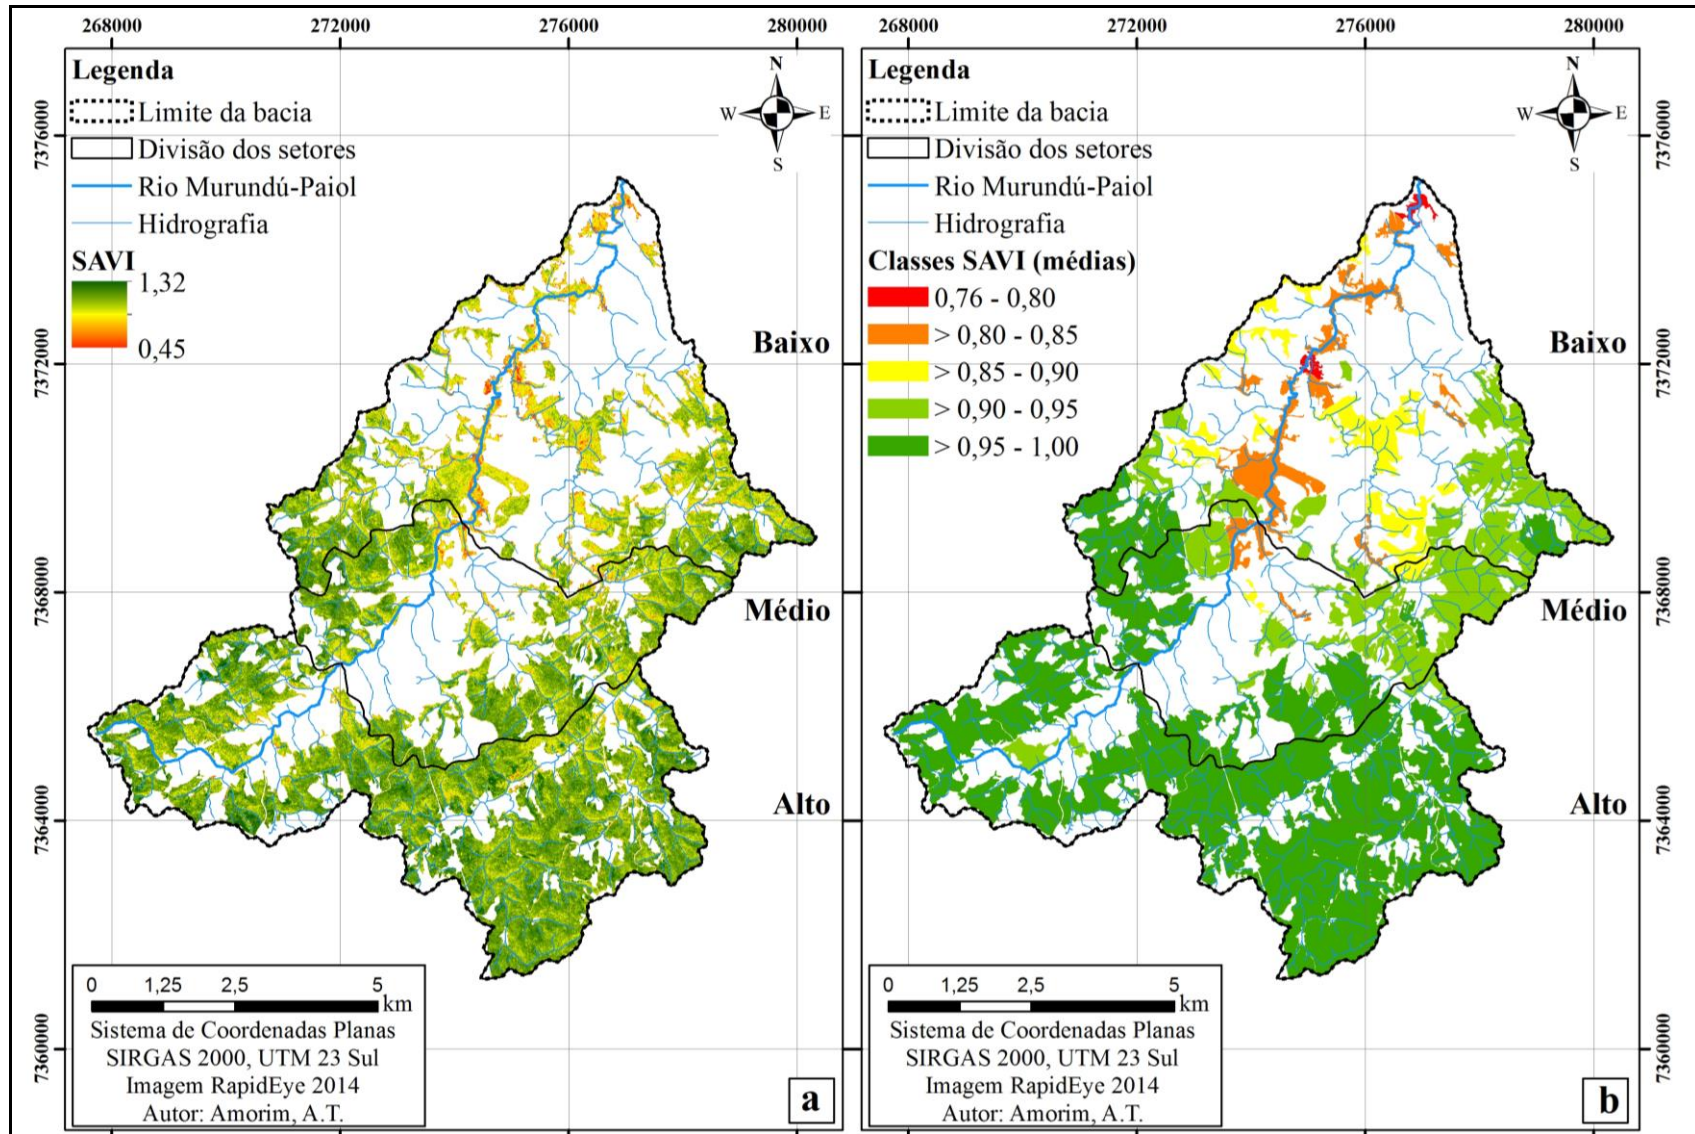 268000 272000 276000 280000
Legenda
Limite da bacia
Divisão dos setores
Rio Murundú-Paiol
Hidrografia
SAVI
1,32
0,45
N
W E
S
7376000
7372000
7368000
7364000
7360000
Baixo
Médio
Alto
0 1,25 2,5 5
km
Sistema de Coordenadas Planas
SIRGAS 2000, UTM 23 Sul
Imagem RapidEye 2014
Autor: Amorim, A.T.
a
268000 272000 276000 280000
Legenda
Limite da bacia
Divisão dos setores
Rio Murundú-Paiol
Hidrografia
Classes SAVI (médias)
0,76 - 0,80
> 0,80 - 0,85
> 0,85 - 0,90
> 0,90 - 0,95
> 0,95 - 1,00
N
W E
S
7376000
7372000
7368000
7364000
7360000
Baixo
Médio
Alto
0 1,25 2,5 5
km
Sistema de Coordenadas Planas
SIRGAS 2000, UTM 23 Sul
Imagem RapidEye 2014
Autor: Amorim, A.T.
b